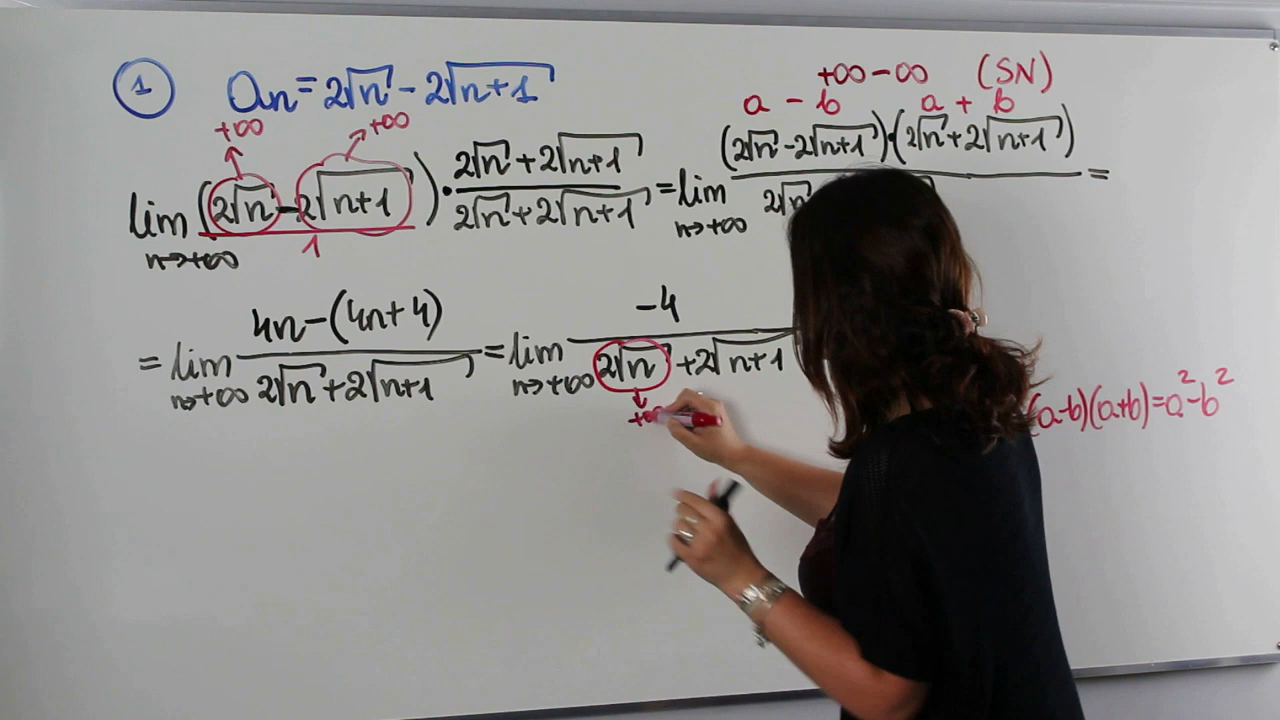 1 an = 2√n - 2√n+1
+∞ - ∞ (SN)
+∞ +∞
a - b a + b
lim n→+∞ (2√n - 2√n+1) · 2√n + 2√n+1 / 2√n + 2√n+1 = lim n→+∞ (2√n - 2√n+1)·(2√n + 2√n+1) / 2√n =
1
= lim n→+∞ 4n - (4n+4) / 2√n + 2√n+1 = lim n→+∞ -4 / 2√n + 2√n+1
+∞
(a-b)(a+b)=a²-b²